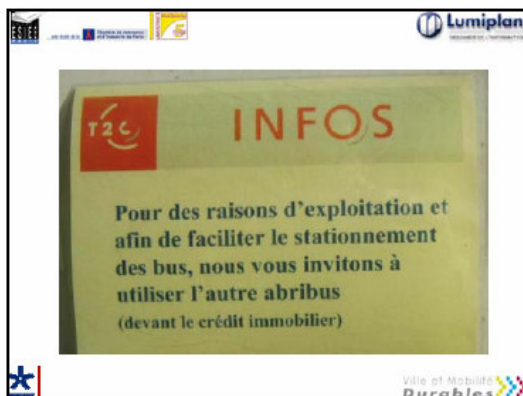 ESIEE
Lumiplan
T2C
INFOS
Pour des raisons d'exploitation et
afin de faciliter le stationnement
des bus, nous vous invitons à
utiliser l'autre abribus
(devant le crédit immobilier)
Ville et Mobilité
Durables